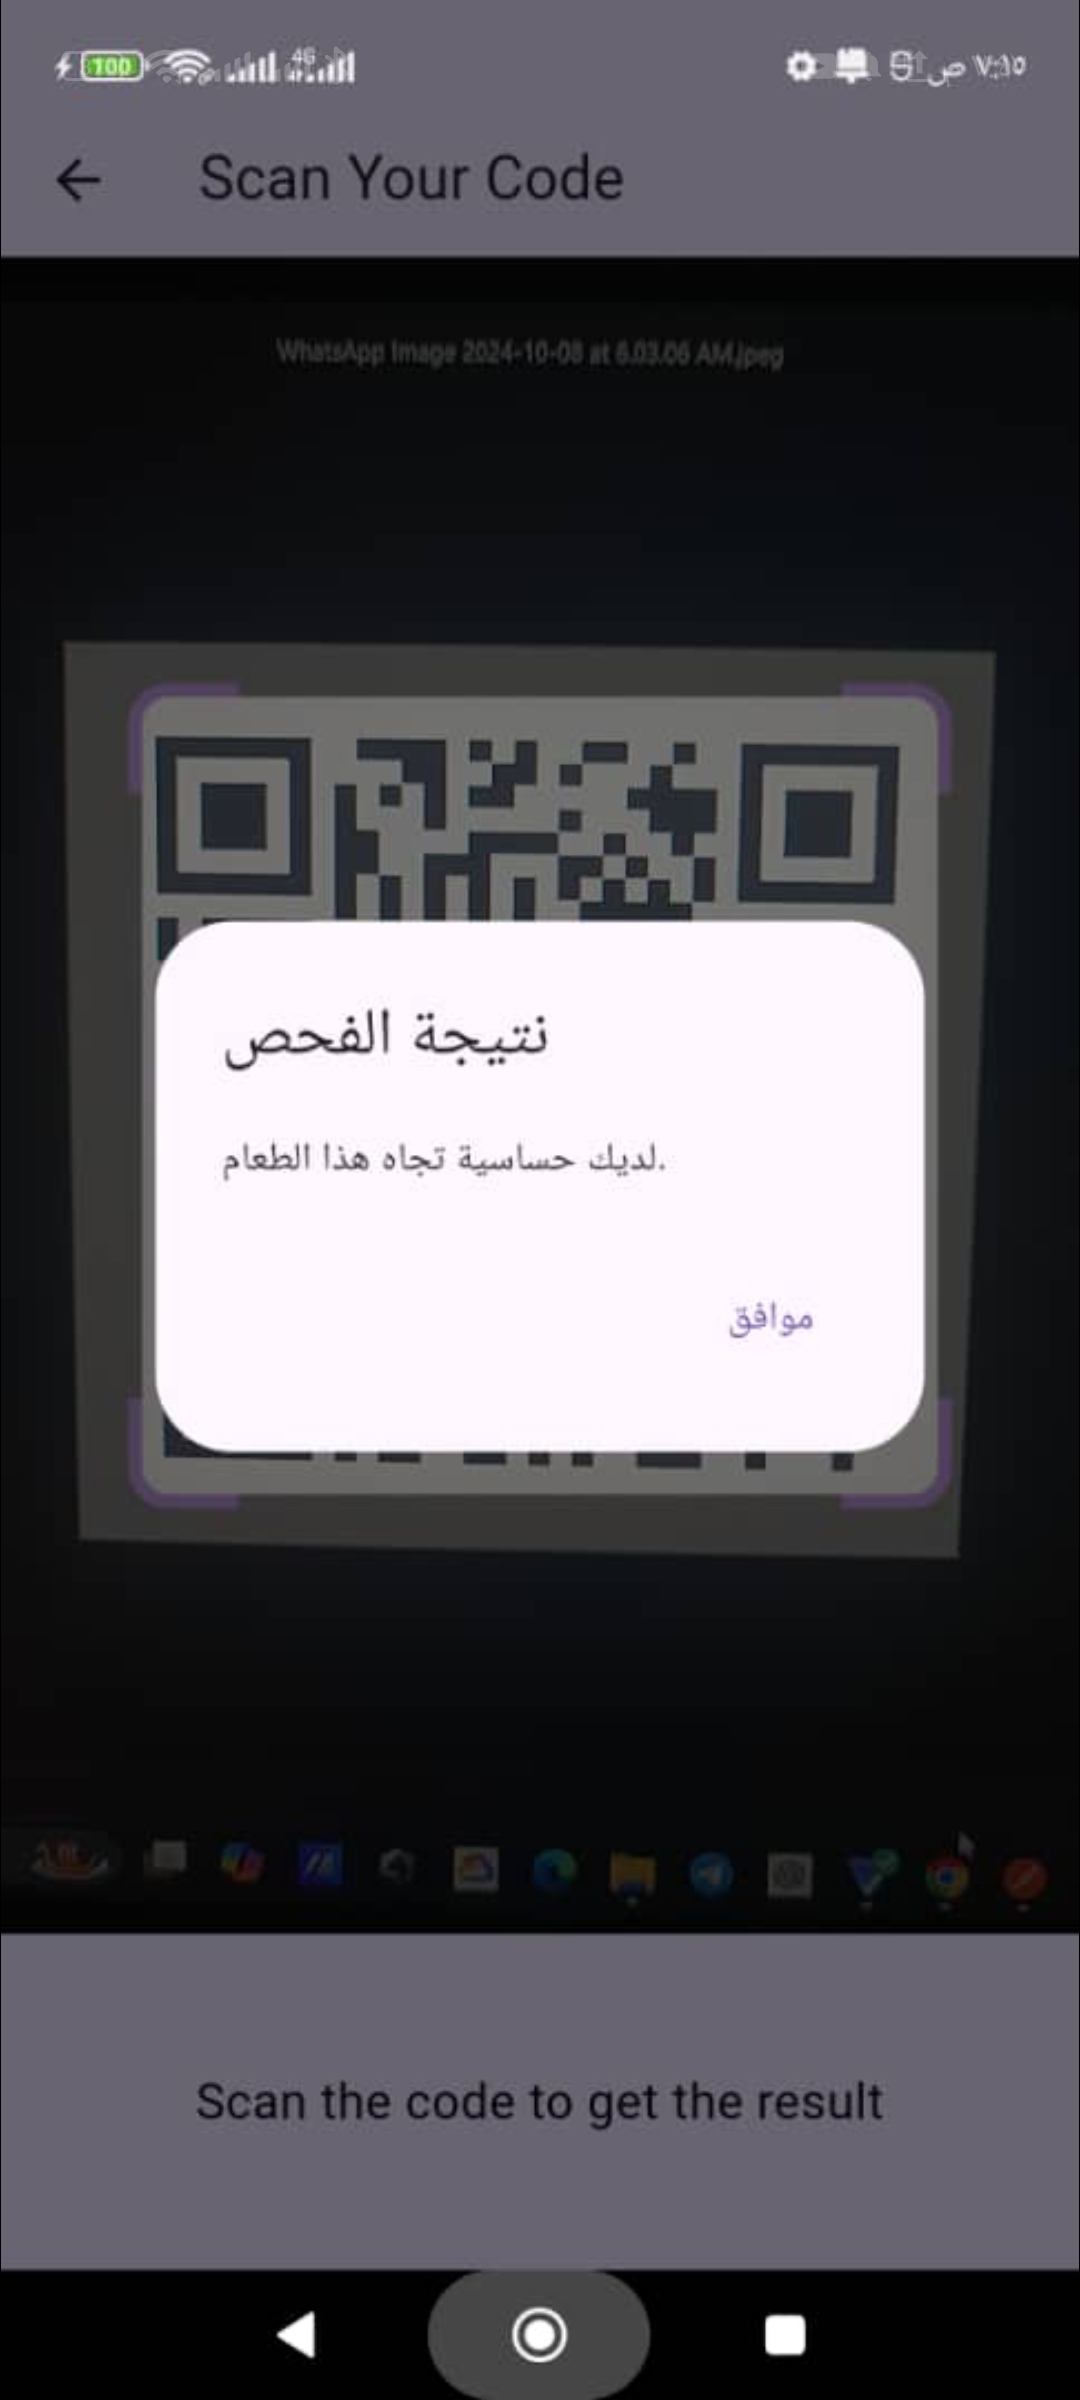 100
4G
٧:١٥ ص
Scan Your Code
WhatsApp Image 2024-10-08 at 6.03.06 AM.jpeg
نتيجة الفحص
لديك حساسية تجاه هذا الطعام.
موافق
Scan the code to get the result